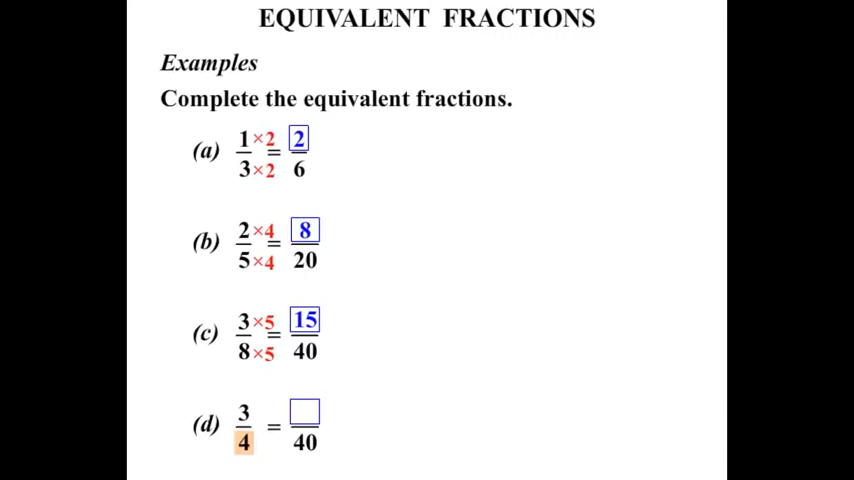 EQUIVALENT FRACTIONS
Examples
Complete the equivalent fractions.
(a) 1×2 / 3×2 = 2 / 6
(b) 2×4 / 5×4 = 8 / 20
(c) 3×5 / 8×5 = 15 / 40
(d) 3 / 4 = / 40